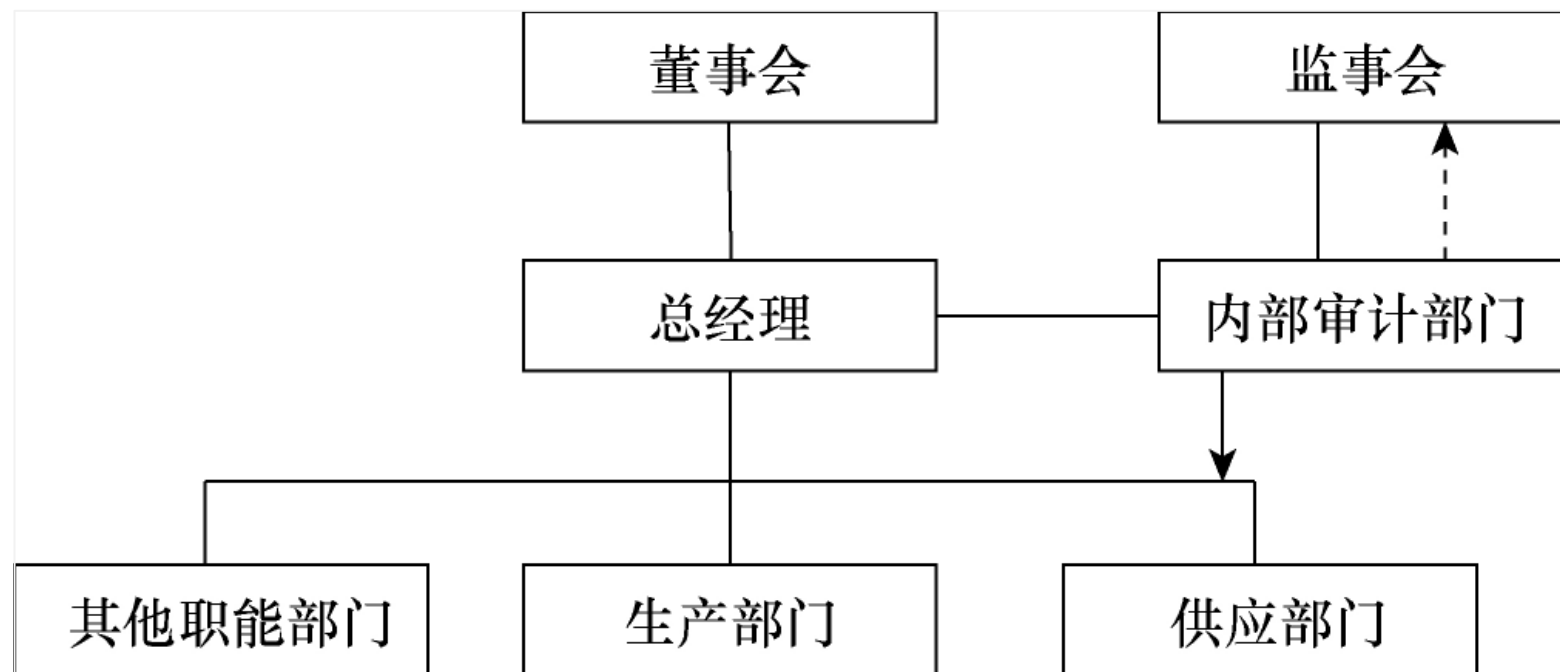 董事会
监事会
总经理
内部审计部门
其他职能部门
生产部门
供应部门